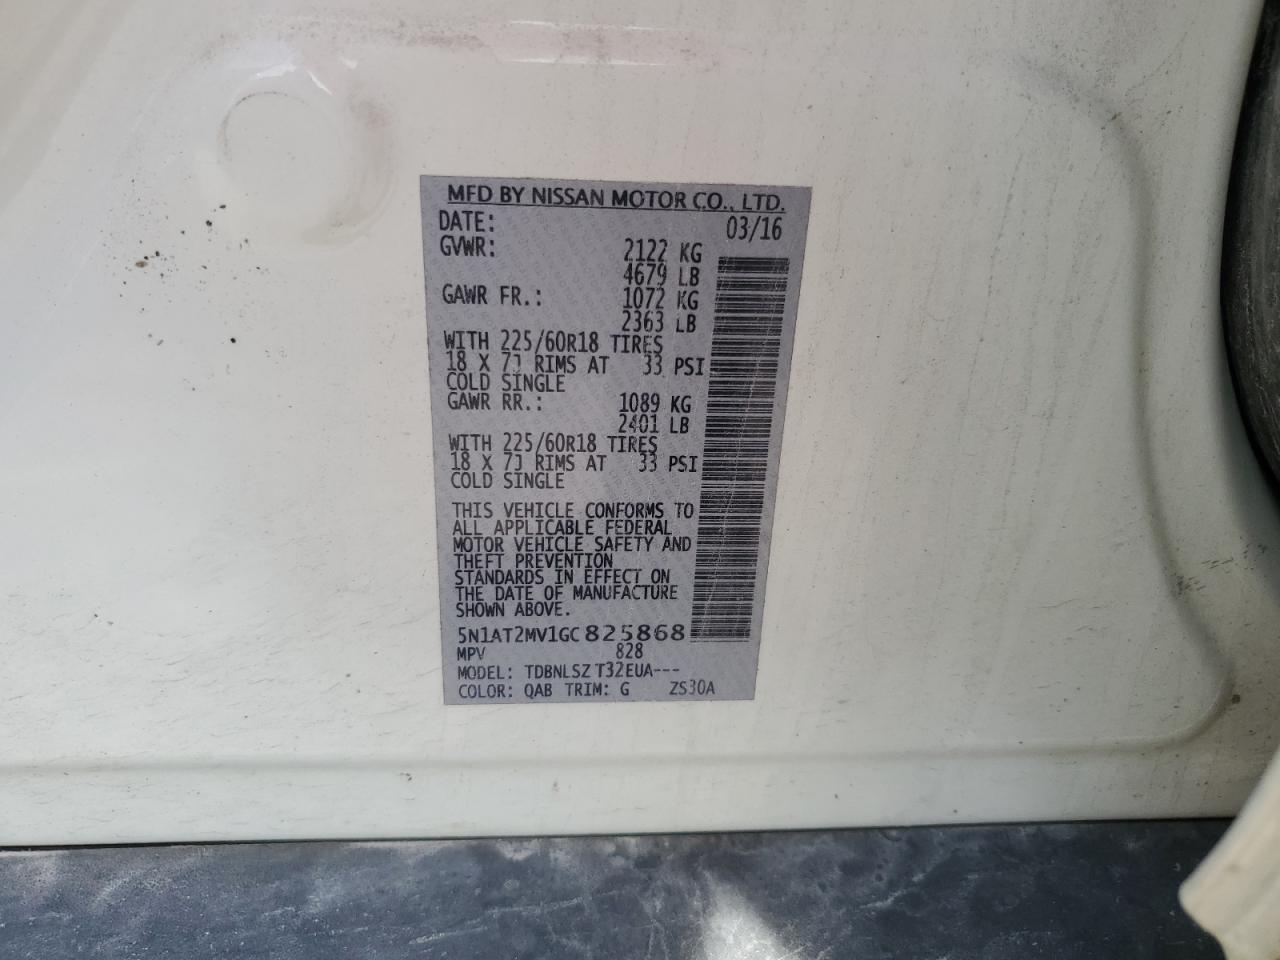 MFD BY NISSAN MOTOR CO., LTD.
DATE: 03/16
GVWR: 2122 KG
4679 LB
GAWR FR.: 1072 KG
2363 LB
WITH 225/60R18 TIRES
18 X 7J RIMS AT 33 PSI
COLD SINGLE
GAWR RR.: 1089 KG
2401 LB
WITH 225/60R18 TIRES
18 X 7J RIMS AT 33 PSI
COLD SINGLE
THIS VEHICLE CONFORMS TO
ALL APPLICABLE FEDERAL
MOTOR VEHICLE SAFETY AND
THEFT PREVENTION
STANDARDS IN EFFECT ON
THE DATE OF MANUFACTURE
SHOWN ABOVE.
5N1AT2MV1GC825868
MPV 828
MODEL: TDBNLSZ T32EUA---
COLOR: QAB TRIM: G ZS30A